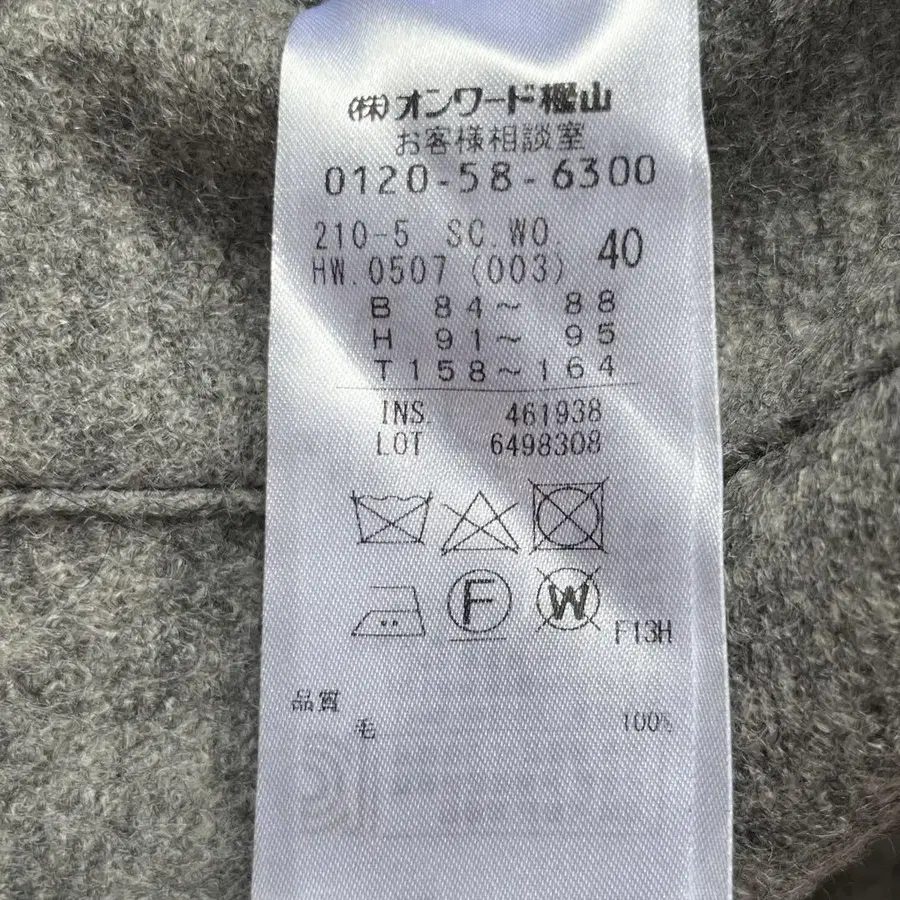 (株)オンワード樫山
お客様相談室
0120-58-6300
210-5 SC.WO. 40
HW.0507 (003)
B 84～ 88
H 91～ 95
T158～164
INS. 461938
LOT 6498308
F
W
F13H
品質
毛 100%